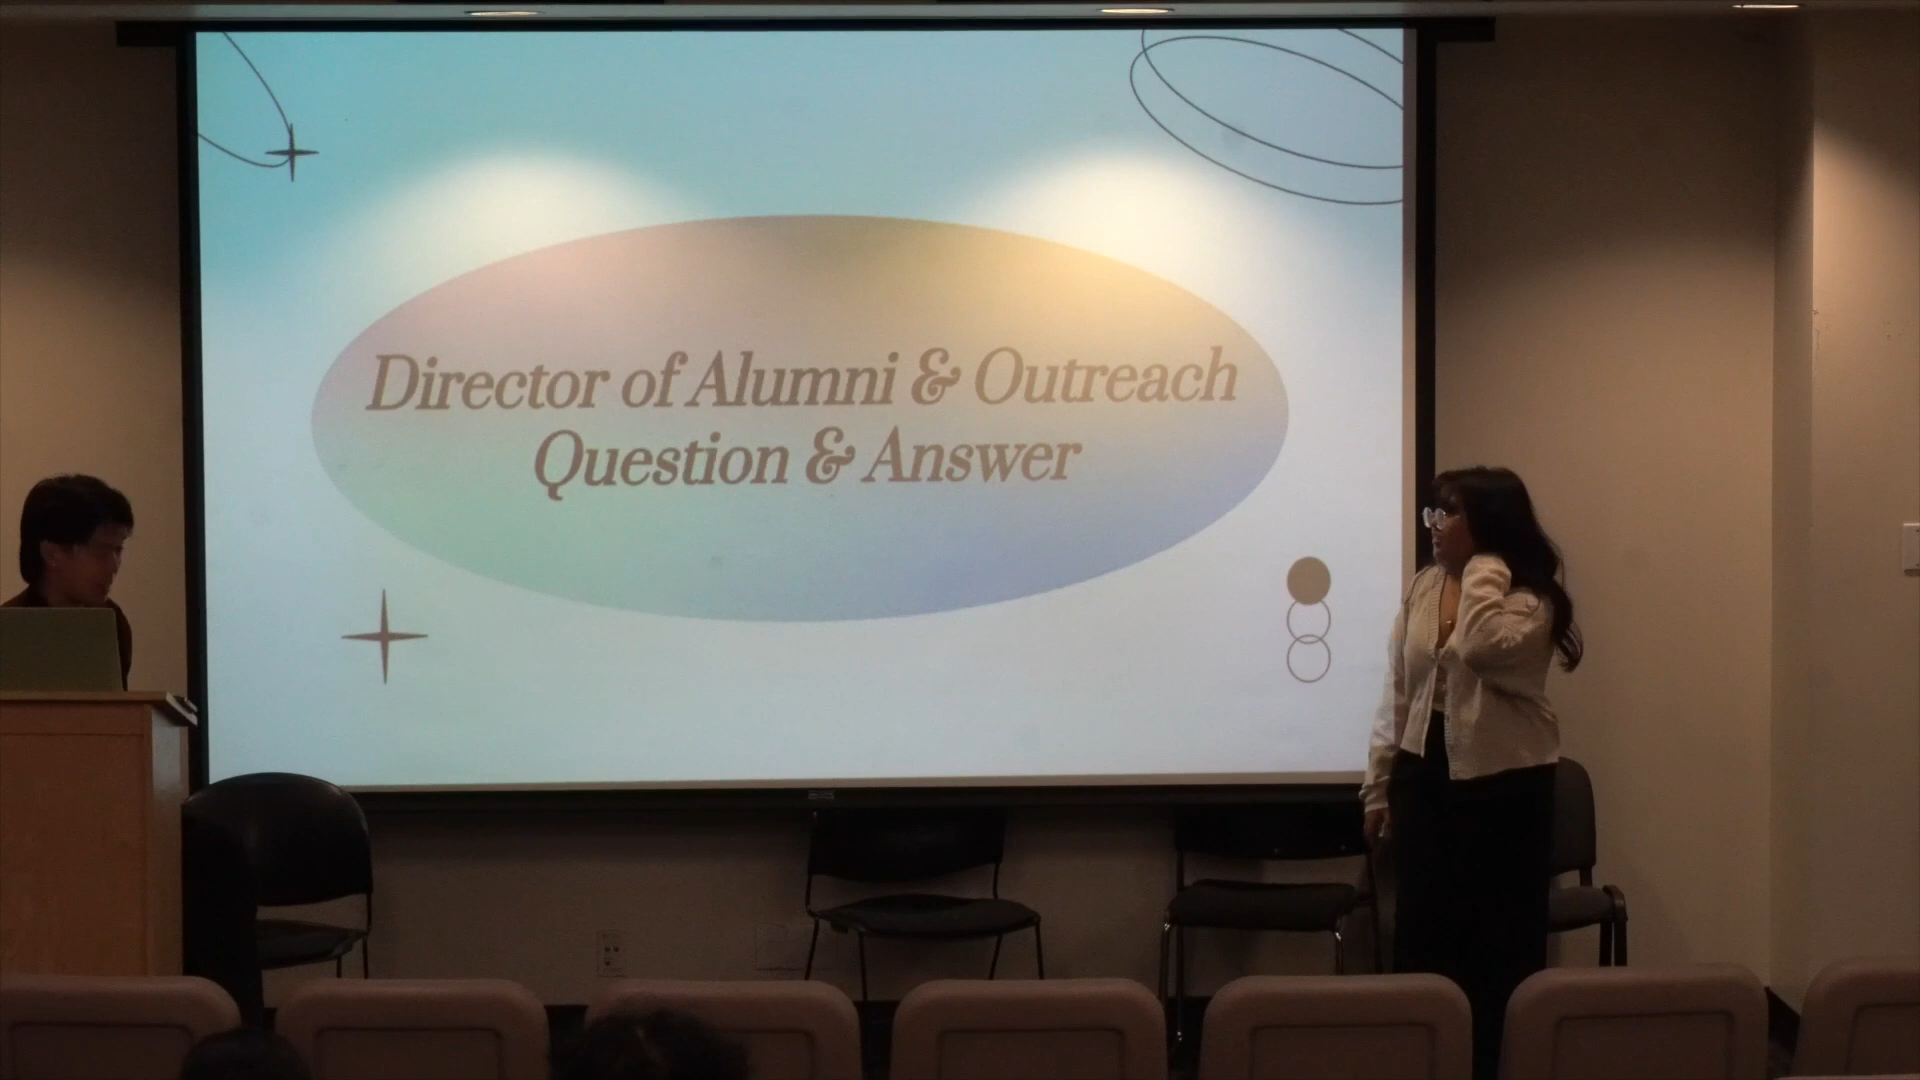 Director of Alumni & Outreach
Question & Answer